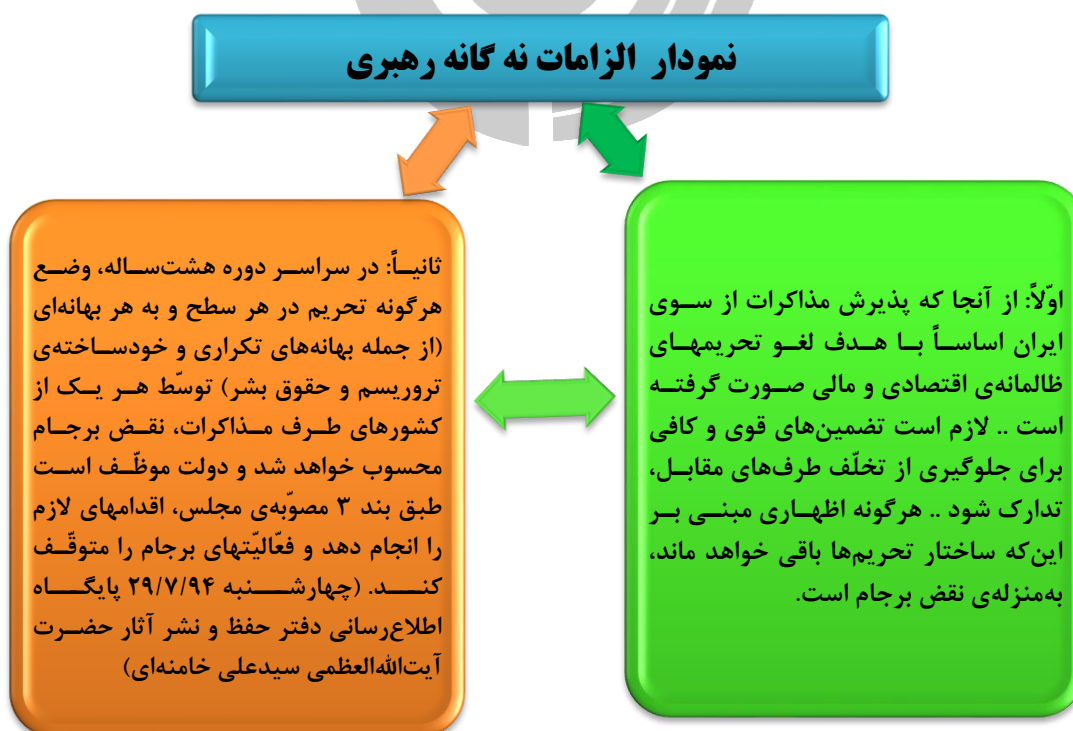 نمودار الزامات نه گانه رهبری
اوّلاً: از آنجا که پذیرش مذاکرات از سوی
ایران اساساً با هدف لغو تحریمهای
ظالمانه‌ی اقتصادی و مالی صورت گرفته
است .. لازم است تضمین‌های قوی و کافی
برای جلوگیری از تخلّف طرف‌های مقابل،
تدارک شود .. هرگونه اظهاری مبنی بر
این‌که ساختار تحریم‌ها باقی خواهد ماند،
به‌منزله‌ی نقض برجام است.
ثانیاً: در سراسر دوره هشت‌ساله، وضع
هرگونه تحریم در هر سطح و به هر بهانه‌ای
(از جمله بهانه‌های تکراری و خودساخته‌ی
تروریسم و حقوق بشر) توسّط هر یک از
کشورهای طرف مذاکرات، نقض برجام
محسوب خواهد شد و دولت موظّف است
طبق بند ۳ مصوّبه‌ی مجلس، اقدامهای لازم
را انجام دهد و فعّالیّتهای برجام را متوقّف
کند. (چهارشنبه ۲۹/۷/۹۴ پایگاه
اطلاع‌رسانی دفتر حفظ و نشر آثار حضرت
آیت‌الله‌العظمی سیدعلی خامنه‌ای)